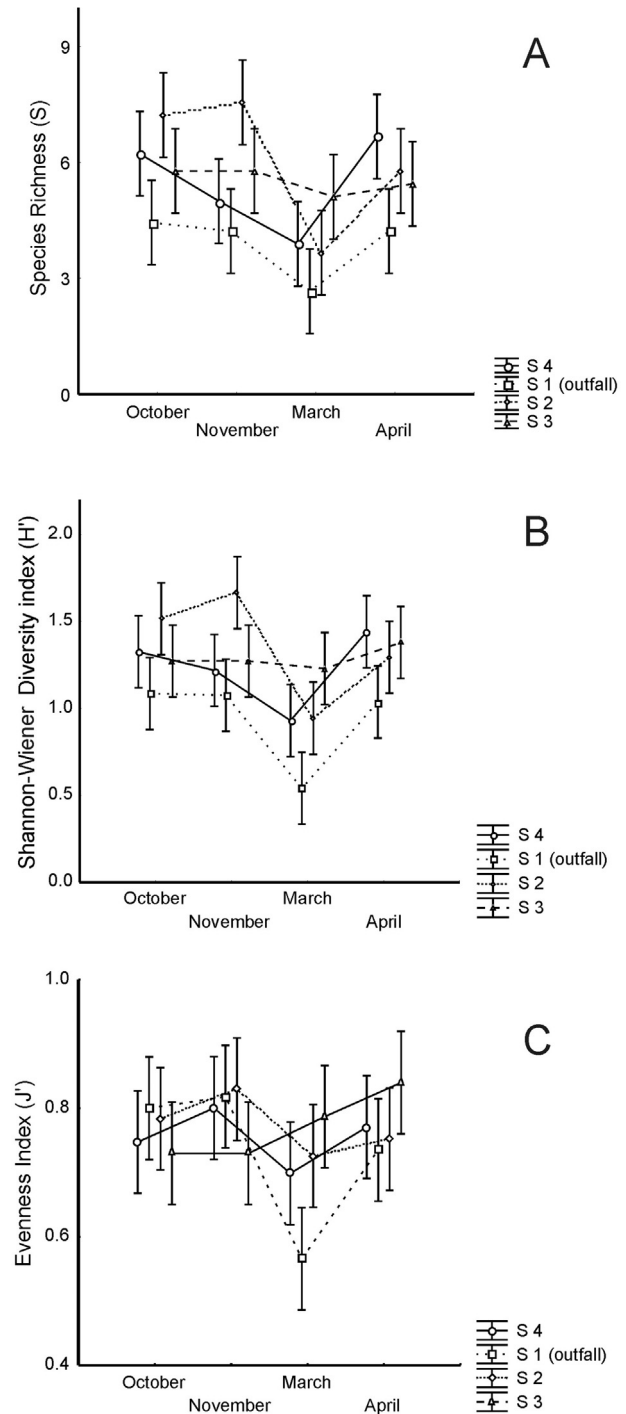 A
Species Richness (S)
9
6
3
0
October
November
March
April
S 4
S 1 (outfall)
S 2
S 3
B
Shannon-Wiener Diversity index (H')
2.0
1.5
1.0
0.5
0.0
October
November
March
April
S 4
S 1 (outfall)
S 2
S 3
C
Evenness Index (J')
1.0
0.8
0.6
0.4
October
November
March
April
S 4
S 1 (outfall)
S 2
S 3